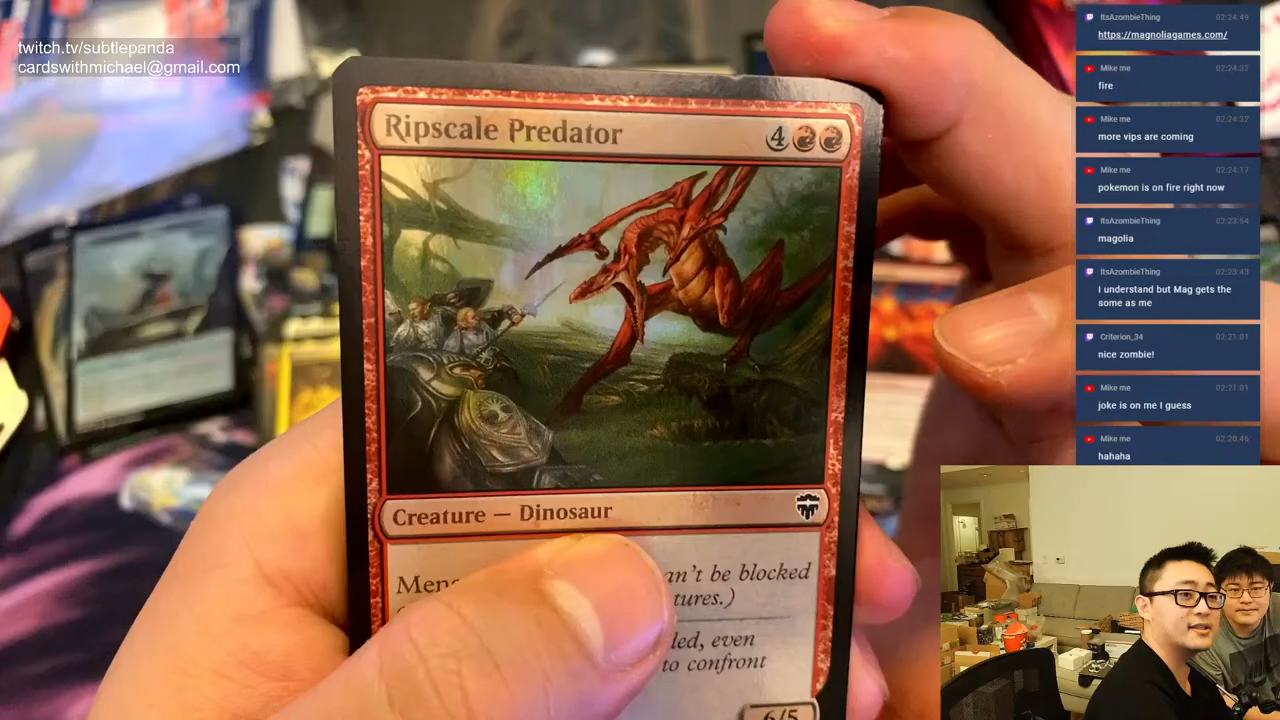 twitch.tv/subtlepanda
cardswithmichael@gmail.com
Ripscale Predator 4
Creature — Dinosaur
an't be blocked
tures.)
led, even
to confront
6/5
ItsAzombieThing 02:24:49
https://magnoliagames.com/
Mike me 02:24:32
fire
Mike me 02:24:32
more vips are coming
Mike me 02:24:17
pokemon is on fire right now
ItsAzombieThing 02:23:54
magolia
ItsAzombieThing 02:23:43
I understand but Mag gets the
some as me
Criterion_34 02:21:01
nice zombie!
Mike me 02:21:01
joke is on me I guess
Mike me 02:20:46
hahaha